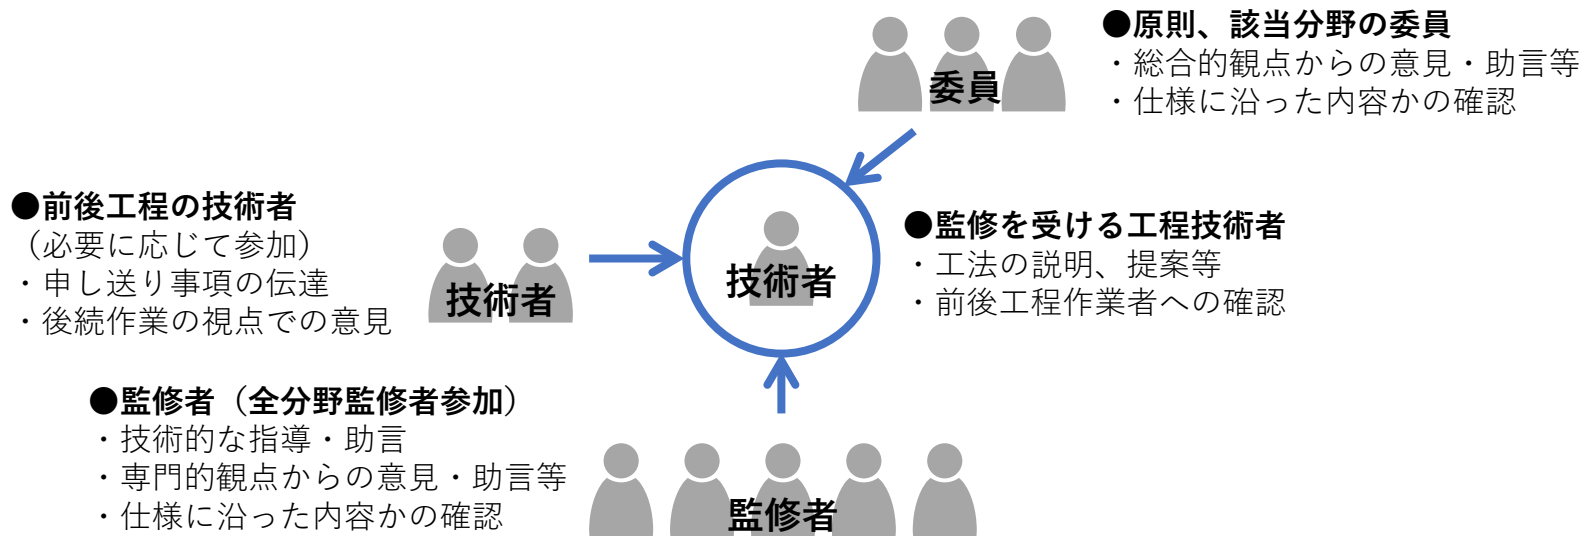 ●原則、該当分野の委員
・総合的観点からの意見・助言等
・仕様に沿った内容かの確認
委員
●前後工程の技術者
（必要に応じて参加）
・申し送り事項の伝達
・後続作業の視点での意見
技術者
技術者
●監修を受ける工程技術者
・工法の説明、提案等
・前後工程作業者への確認
●監修者（全分野監修者参加）
・技術的な指導・助言
・専門的観点からの意見・助言等
・仕様に沿った内容かの確認
監修者